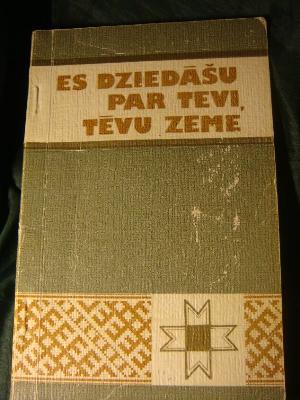 ES DZIEDĀŠU
PAR TEVI,
TĒVU ZEME